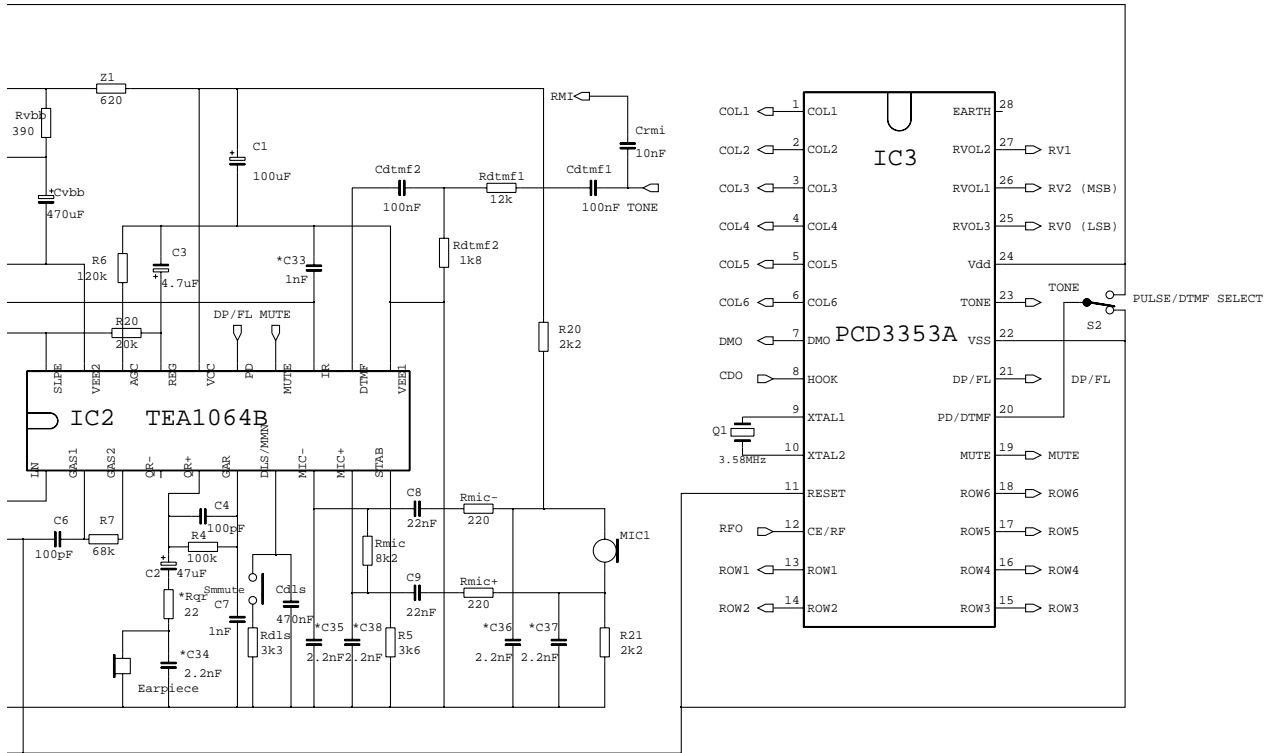 Z1
620
Rvbb
390
C1
100uF
Cvbb
470uF
R6
120k
C3
4.7uF
*C33
1nF
R20
20k
DP/FL MUTE
RMI
Crmi
10nF
Cdtmf2
100nF
Rdtmf1
12k
Cdtmf1
100nF TONE
Rdtmf2
1k8
R20
2k2
SLPE
VEE2
AGC
REG
VCC
PD
MUTE
IR
DTMF
VEE1
IC2 TEA1064B
LN
GAS1
GAS2
QR-
QR+
GAR
DLS/MMN
MIC-
MIC+
STAB
C6
100pF
R7
68k
C4
100pF
R4
100k
C2
47uF
*Rqr
22
C7
1nF
*C34
2.2nF
Earpiece
Smmute
Cdls
470nF
Rdls
3k3
*C35
2.2nF
*C38
2.2nF
R5
3k6
Rmic
8k2
C8
22nF
Rmic-
220
C9
22nF
Rmic+
220
MIC1
*C36
2.2nF
*C37
2.2nF
R21
2k2
IC3
PCD3353A
COL1 1 COL1
COL2 2 COL2
COL3 3 COL3
COL4 4 COL4
COL5 5 COL5
COL6 6 COL6
DMO 7 DMO
CDO 8 HOOK
9 XTAL1
Q1
3.58MHz
10 XTAL2
11 RESET
RFO 12 CE/RF
ROW1 13 ROW1
ROW2 14 ROW2
EARTH 28
RVOL2 27 RV1
RVOL1 26 RV2 (MSB)
RVOL3 25 RV0 (LSB)
Vdd 24
TONE 23 TONE
VSS 22
DP/FL 21 DP/FL
PD/DTMF 20
MUTE 19 MUTE
ROW6 18 ROW6
ROW5 17 ROW5
ROW4 16 ROW4
ROW3 15 ROW3
PULSE/DTMF SELECT
S2